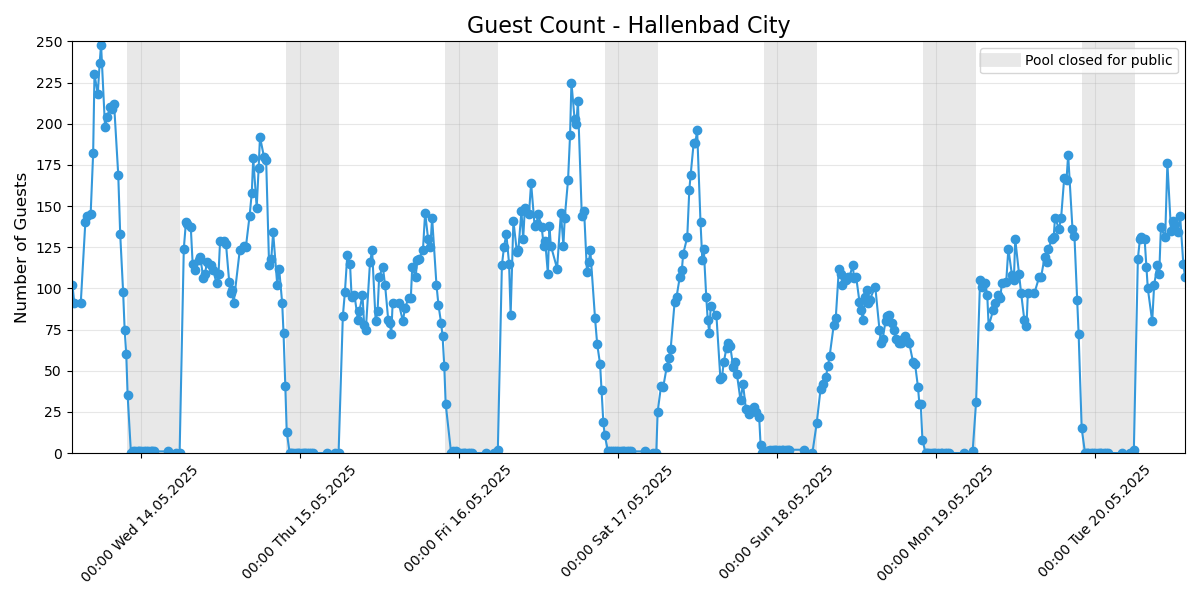 Guest Count - Hallenbad City
Pool closed for public
Number of Guests
250
225
200
175
150
125
100
75
50
25
0
00:00 Wed 14.05.2025
00:00 Thu 15.05.2025
00:00 Fri 16.05.2025
00:00 Sat 17.05.2025
00:00 Sun 18.05.2025
00:00 Mon 19.05.2025
00:00 Tue 20.05.2025